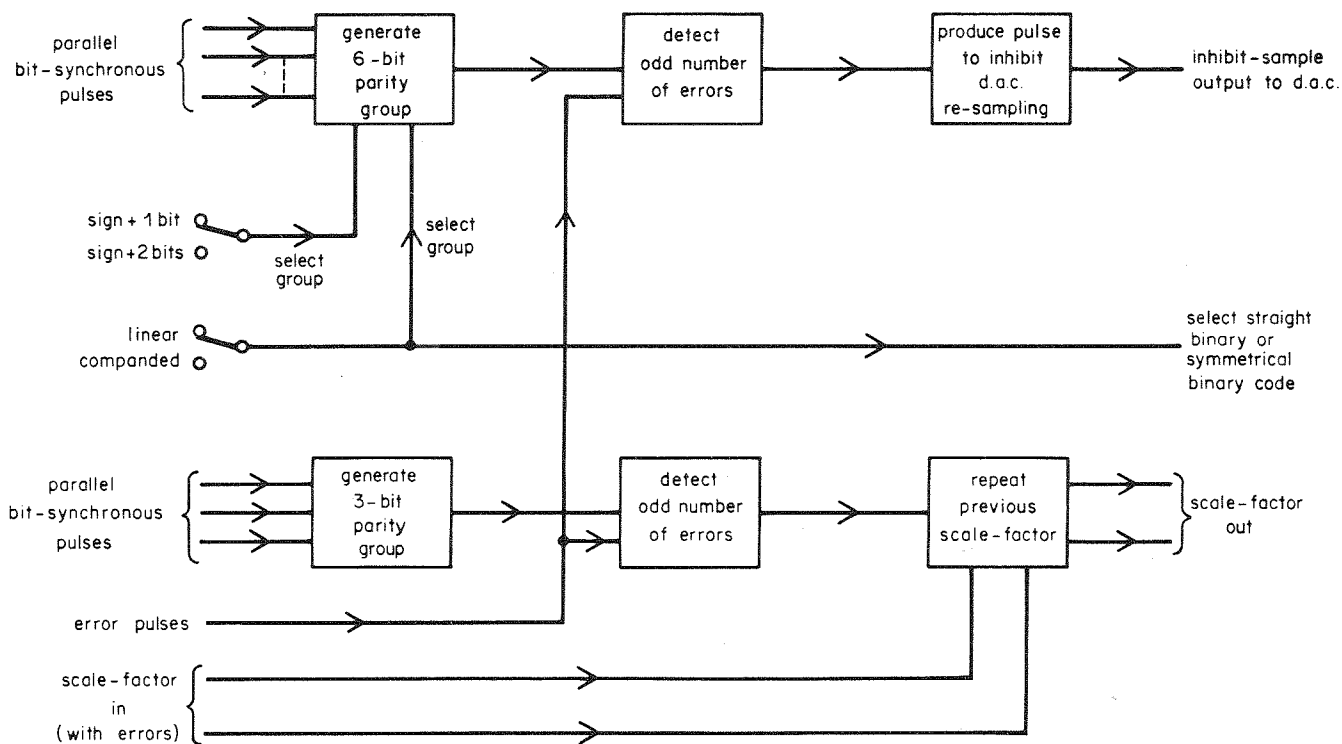 parallel
bit-synchronous
pulses
generate
6-bit
parity
group
detect
odd number
of errors
produce pulse
to inhibit
d.a.c.
re-sampling
inhibit-sample
output to d.a.c.
sign + 1 bit
sign+2 bits
select
group
select
group
linear
companded
select straight
binary or
symmetrical
binary code
parallel
bit-synchronous
pulses
generate
3-bit
parity
group
detect
odd number
of errors
repeat
previous
scale-factor
scale-factor
out
error pulses
scale-factor
in
(with errors)